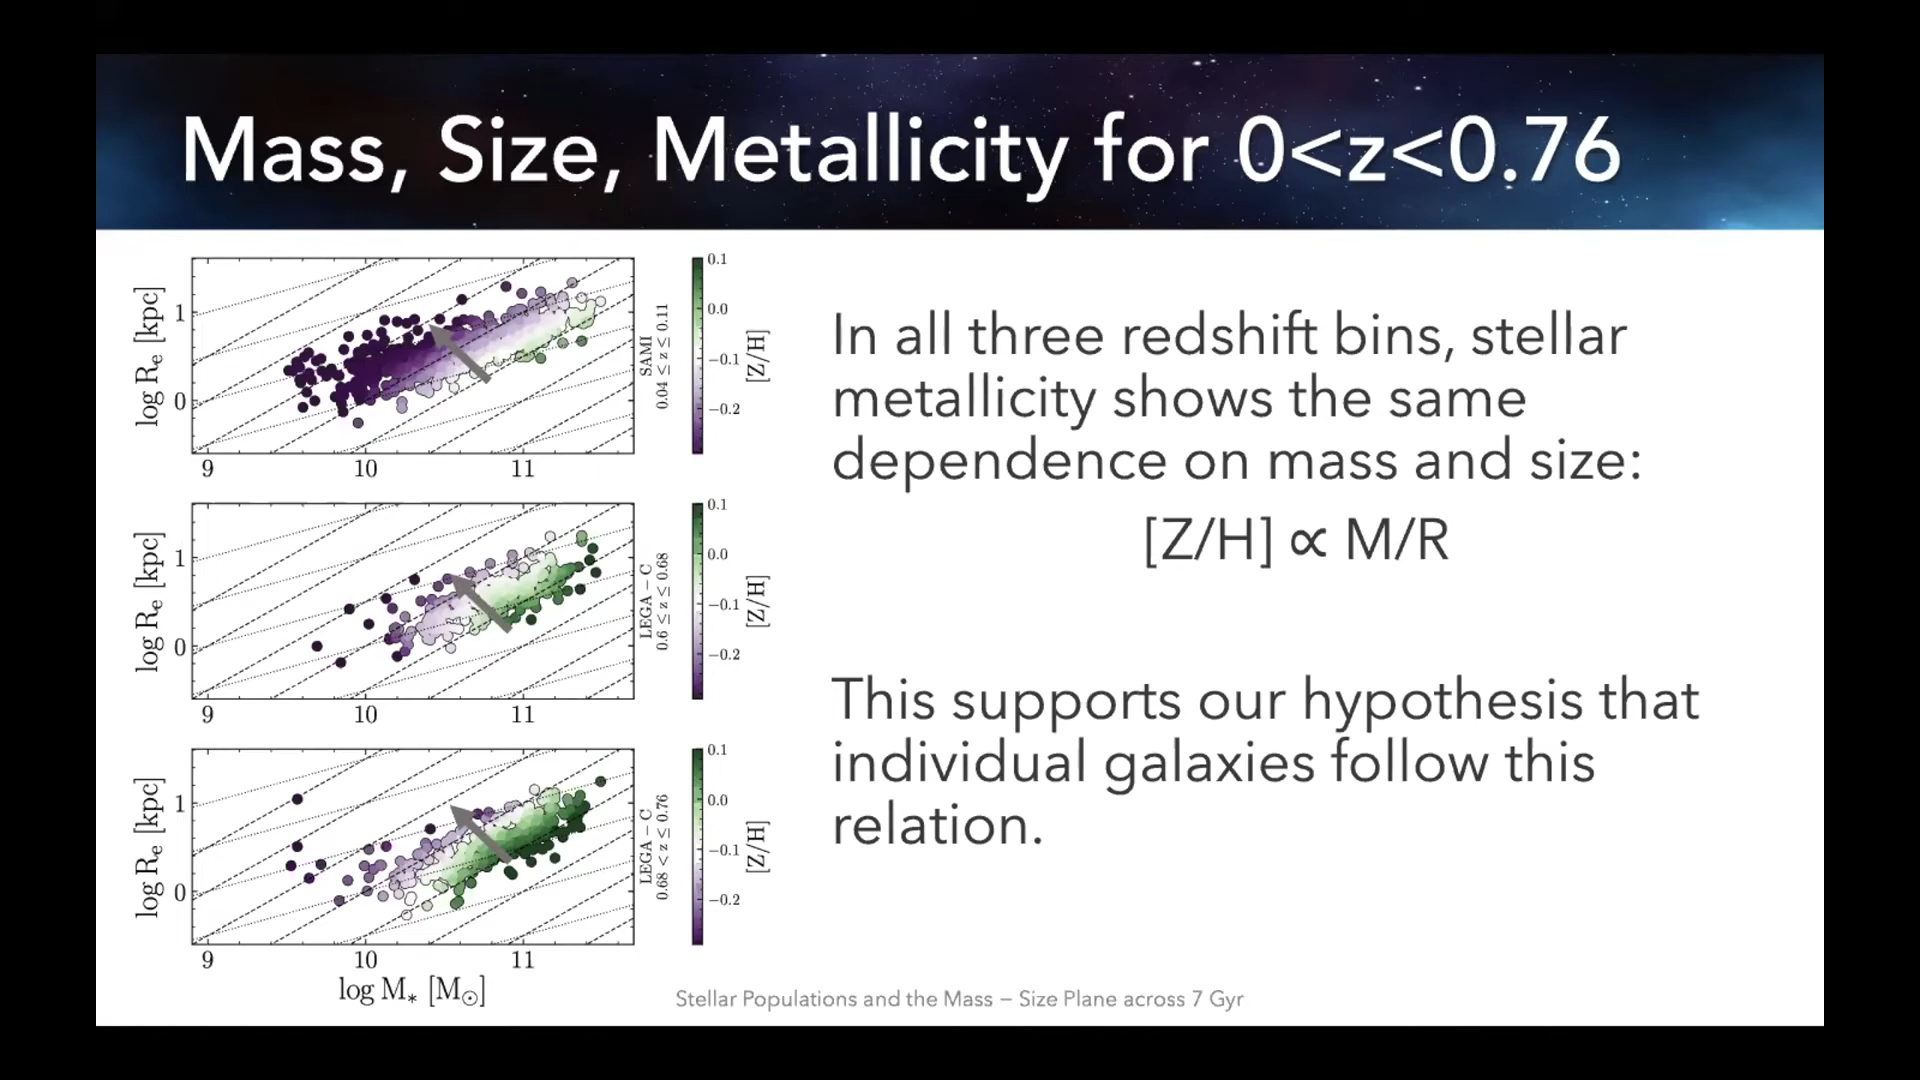 Mass, Size, Metallicity for 0<z<0.76
log Rₑ [kpc]
1
0
9 10 11
SAMI
0.04 ≤ z ≤ 0.11
0.1
0.0
−0.1
−0.2
[Z/H]
log Rₑ [kpc]
1
0
9 10 11
LEGA − C
0.6 ≤ z ≤ 0.68
0.1
0.0
−0.1
−0.2
[Z/H]
log Rₑ [kpc]
1
0
9 10 11
log M* [M⊙]
LEGA − C
0.68 < z ≤ 0.76
0.1
0.0
−0.1
−0.2
[Z/H]
In all three redshift bins, stellar
metallicity shows the same
dependence on mass and size:
[Z/H] ∝ M/R
This supports our hypothesis that
individual galaxies follow this
relation.
Stellar Populations and the Mass – Size Plane across 7 Gyr